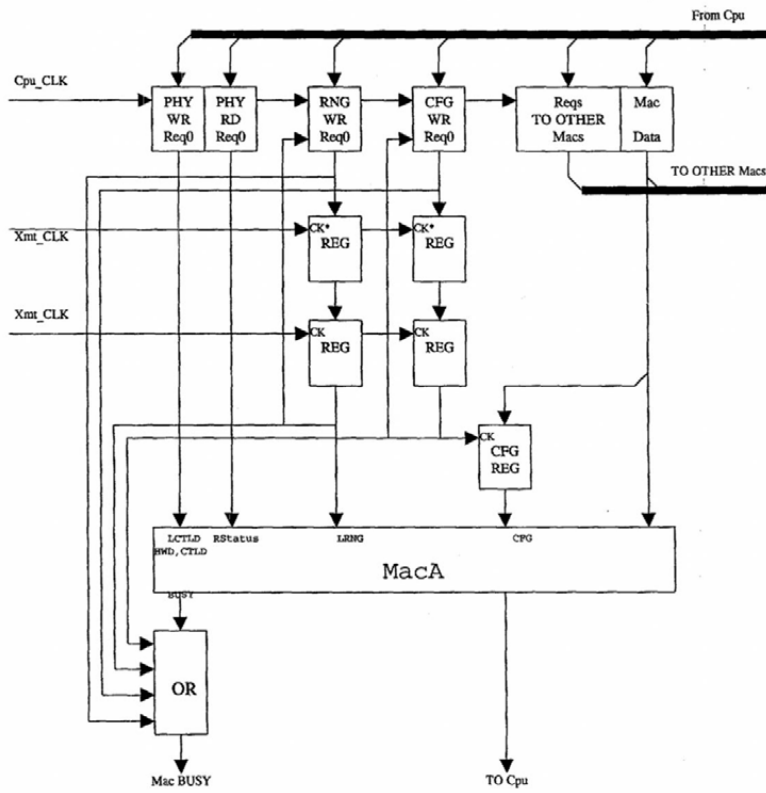 From Cpu
Cpu_CLK
PHY
WR
Req0
PHY
RD
Req0
RNG
WR
Req0
CFG
WR
Req0
Reqs
TO OTHER
Macs
Mac
Data
TO OTHER Macs
Xmt_CLK
CK*
REG
CK*
REG
Xmt_CLK
CK
REG
CK
REG
CK
CFG
REG
LCTLD
HWD,CTLD
RStatus
LRNG
CFG
MacA
BUSY
OR
Mac BUSY
TO Cpu